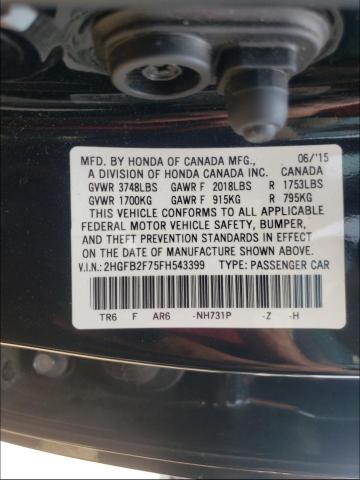 MFD. BY HONDA OF CANADA MFG., 06/'15
A DIVISION OF HONDA CANADA INC. CANADA
GVWR 3748LBS GAWR F 2018LBS R 1753LBS
GVWR 1700KG GAWR F 915KG R 795KG
THIS VEHICLE CONFORMS TO ALL APPLICABLE
FEDERAL MOTOR VEHICLE SAFETY, BUMPER,
AND THEFT PREVENTION STANDARDS IN EFFECT
ON THE DATE OF MANUFACTURE SHOWN ABOVE.
V.I.N.: 2HGFB2F75FH543399 TYPE: PASSENGER CAR
TR6 F AR6 -NH731P -Z -H